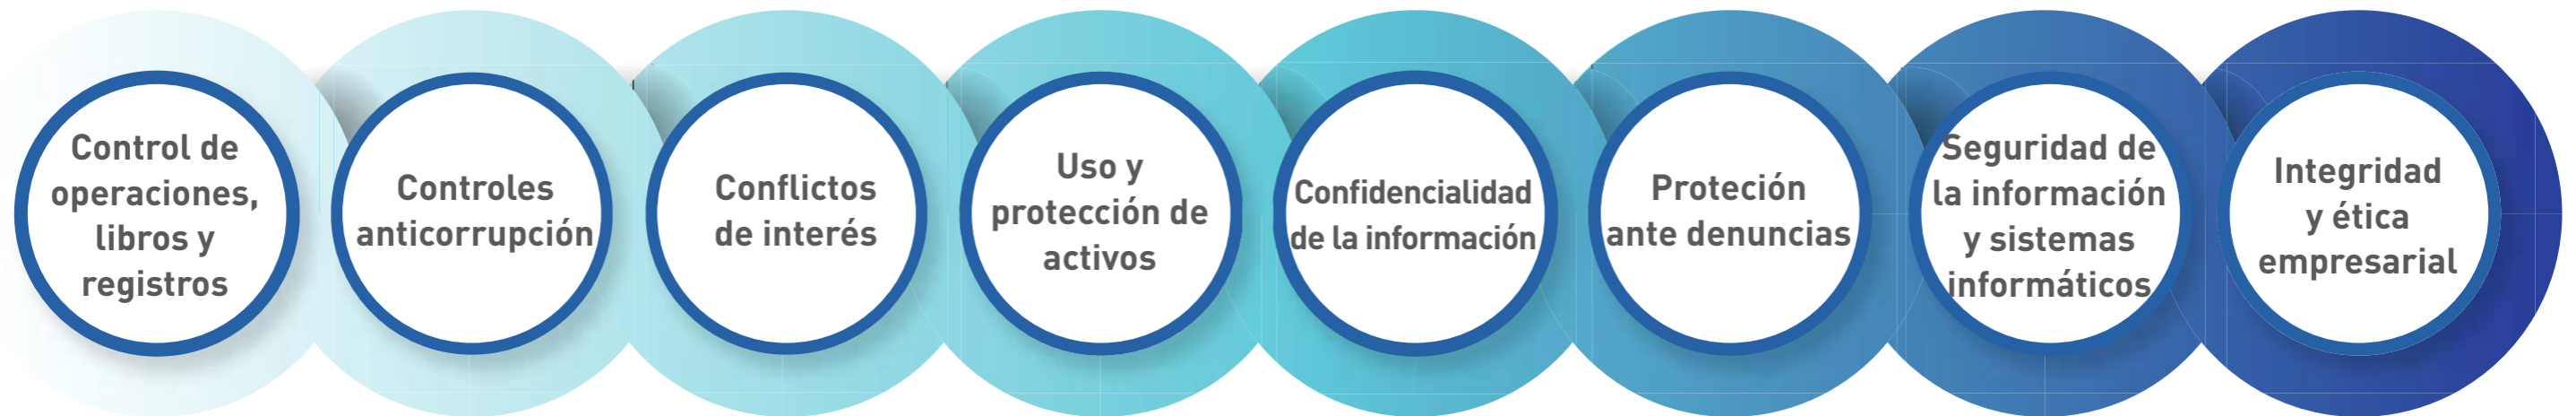 Control de
operaciones,
libros y
registros
Controles
anticorrupción
Conflictos
de interés
Uso y
protección de
activos
Confidencialidad
de la información
Proteción
ante denuncias
Seguridad de
la información
y sistemas
informáticos
Integridad
y ética
empresarial